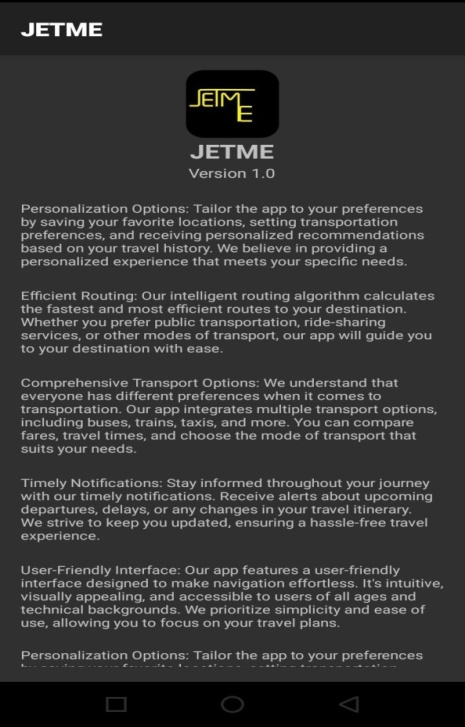 JETME
JETME
JETME
Version 1.0
Personalization Options: Tailor the app to your preferences
by saving your favorite locations, setting transportation
preferences, and receiving personalized recommendations
based on your travel history. We believe in providing a
personalized experience that meets your specific needs.
Efficient Routing: Our intelligent routing algorithm calculates
the fastest and most efficient routes to your destination.
Whether you prefer public transportation, ride-sharing
services, or other modes of transport, our app will guide you
to your destination with ease.
Comprehensive Transport Options: We understand that
everyone has different preferences when it comes to
transportation. Our app integrates multiple transport options,
including buses, trains, taxis, and more. You can compare
fares, travel times, and choose the mode of transport that
suits your needs.
Timely Notifications: Stay informed throughout your journey
with our timely notifications. Receive alerts about upcoming
departures, delays, or any changes in your travel itinerary.
We strive to keep you updated, ensuring a hassle-free travel
experience.
User-Friendly Interface: Our app features a user-friendly
interface designed to make navigation effortless. It's intuitive,
visually appealing, and accessible to users of all ages and
technical backgrounds. We prioritize simplicity and ease of
use, allowing you to focus on your travel plans.
Personalization Options: Tailor the app to your preferences
by saving your favorite locations, setting transportation